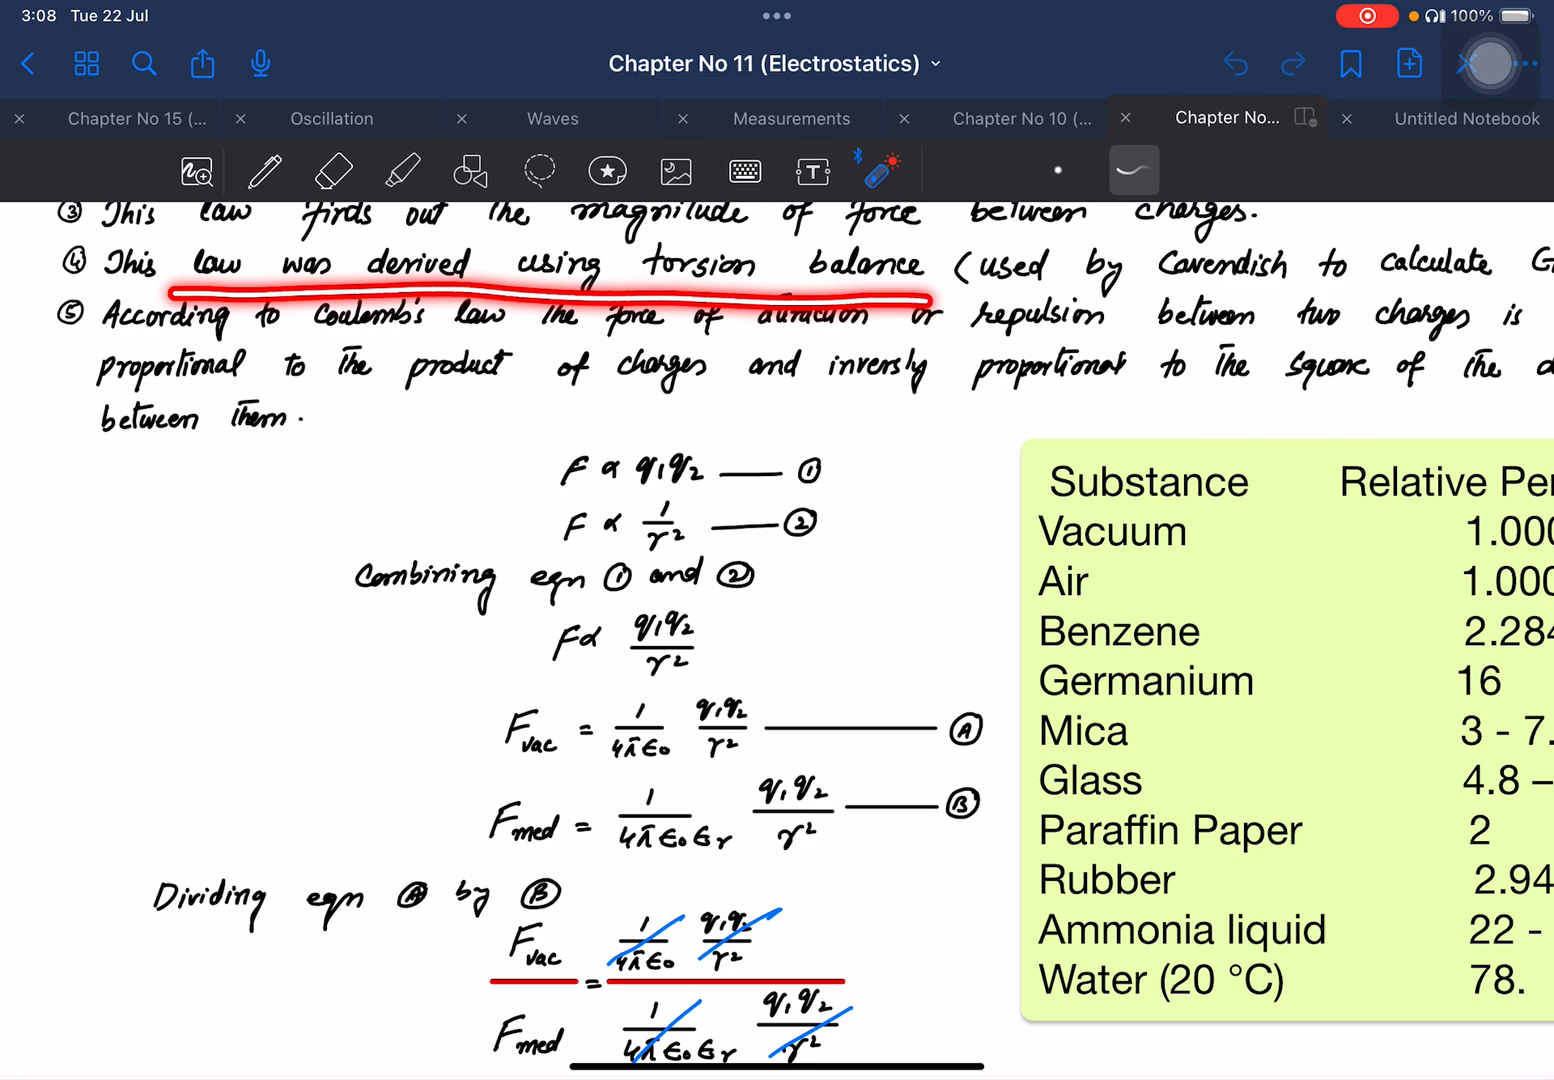 3:08 Tue 22 Jul
100%
Chapter No 11 (Electrostatics)
Chapter No 15 (...
Oscillation
Waves
Measurements
Chapter No 10 (...
Chapter No...
Untitled Notebook
③ This law finds out the magnitude of force between charges.
④ This law was derived using torsion balance (used by Cavendish to calculate G
⑤ According to Coulomb's law the force of attraction or repulsion between two charges is
proportional to the product of charges and inversly proportional to the square of the d
between them.
F ∝ q₁q₂ —— ①
F ∝ 1/r² —— ②
Combining eqn ① and ②
F ∝ q₁q₂/r²
Fvac = 1/4πε₀ q₁q₂/r² —— Ⓐ
Fmed = 1/4πε₀εr q₁q₂/r² —— Ⓑ
Dividing eqn Ⓐ by Ⓑ
Fvac/Fmed = 1/4πε₀ q₁q₂/r² / 1/4πε₀εr q₁q₂/r²
Substance Relative Per
Vacuum 1.000
Air 1.000
Benzene 2.284
Germanium 16
Mica 3 - 7.
Glass 4.8 –
Paraffin Paper 2
Rubber 2.94
Ammonia liquid 22 -
Water (20 °C) 78.